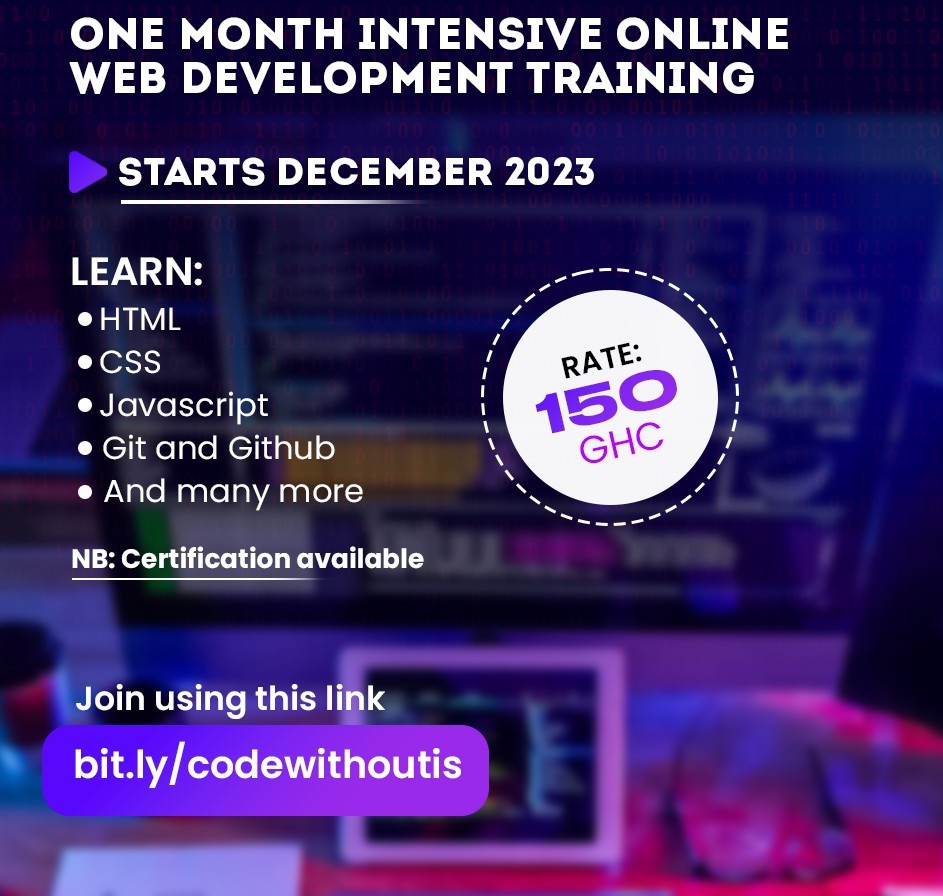 ONE MONTH INTENSIVE ONLINE
WEB DEVELOPMENT TRAINING
STARTS DECEMBER 2023
LEARN:
• HTML
• CSS
• Javascript
• Git and Github
• And many more
RATE:
150
GHC
NB: Certification available
Join using this link
bit.ly/codewithoutis